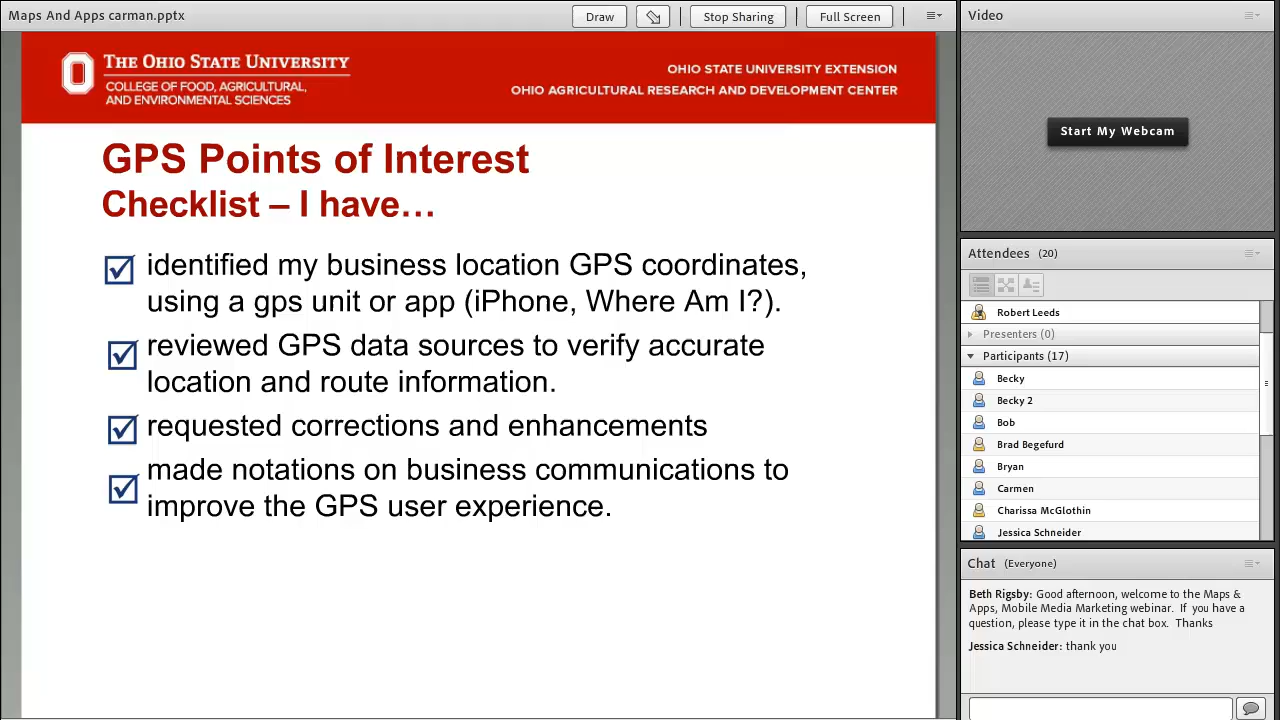 Maps And Apps carman.pptx
Draw
Stop Sharing
Full Screen
THE OHIO STATE UNIVERSITY
COLLEGE OF FOOD, AGRICULTURAL,
AND ENVIRONMENTAL SCIENCES
OHIO STATE UNIVERSITY EXTENSION
OHIO AGRICULTURAL RESEARCH AND DEVELOPMENT CENTER
GPS Points of Interest
Checklist – I have…
identified my business location GPS coordinates,
using a gps unit or app (iPhone, Where Am I?).
reviewed GPS data sources to verify accurate
location and route information.
requested corrections and enhancements
made notations on business communications to
improve the GPS user experience.
Video
Start My Webcam
Attendees (20)
Robert Leeds
Presenters (0)
Participants (17)
Becky
Becky 2
Bob
Brad Begefurd
Bryan
Carmen
Charissa McGlothin
Jessica Schneider
Chat (Everyone)
Beth Rigsby: Good afternoon, welcome to the Maps &
Apps, Mobile Media Marketing webinar. If you have a
question, please type it in the chat box. Thanks
Jessica Schneider: thank you